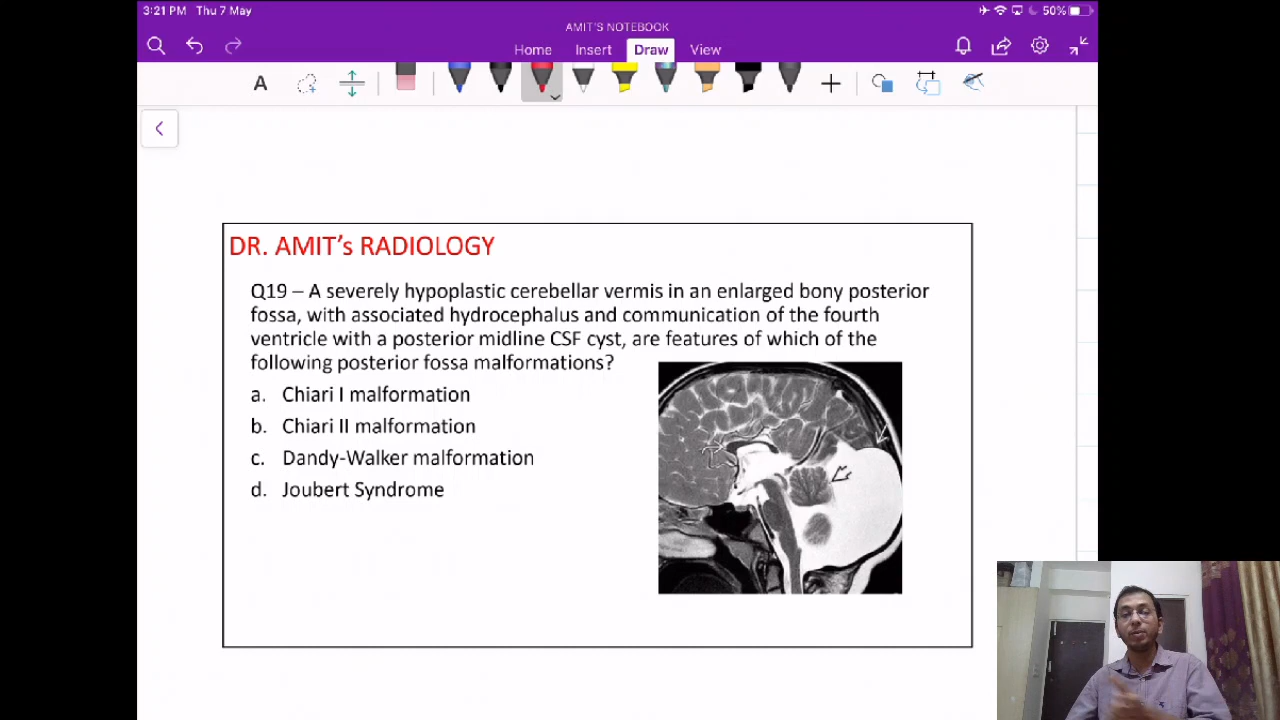 3:21 PM Thu 7 May
50%
AMIT'S NOTEBOOK
Home Insert Draw View
A
DR. AMIT's RADIOLOGY
Q19 – A severely hypoplastic cerebellar vermis in an enlarged bony posterior
fossa, with associated hydrocephalus and communication of the fourth
ventricle with a posterior midline CSF cyst, are features of which of the
following posterior fossa malformations?
a. Chiari I malformation
b. Chiari II malformation
c. Dandy-Walker malformation
d. Joubert Syndrome